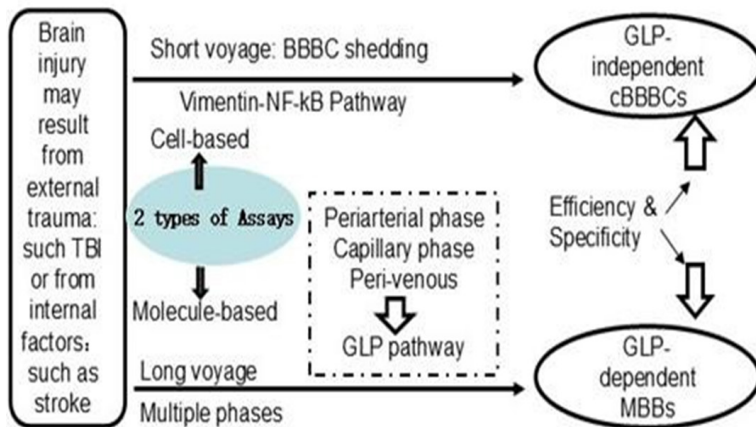 Brain
injury
may
result
from
external
trauma:
such TBI
or from
internal
factors:
such as
stroke
Short voyage: BBBC shedding
Vimentin-NF-kB Pathway
Cell-based
2 types of Assays
Molecule-based
Long voyage
Multiple phases
Periarterial phase
Capillary phase
Peri-venous
GLP pathway
GLP-
independent
cBBBCs
Efficiency &
Specificity
GLP-
dependent
MBBs